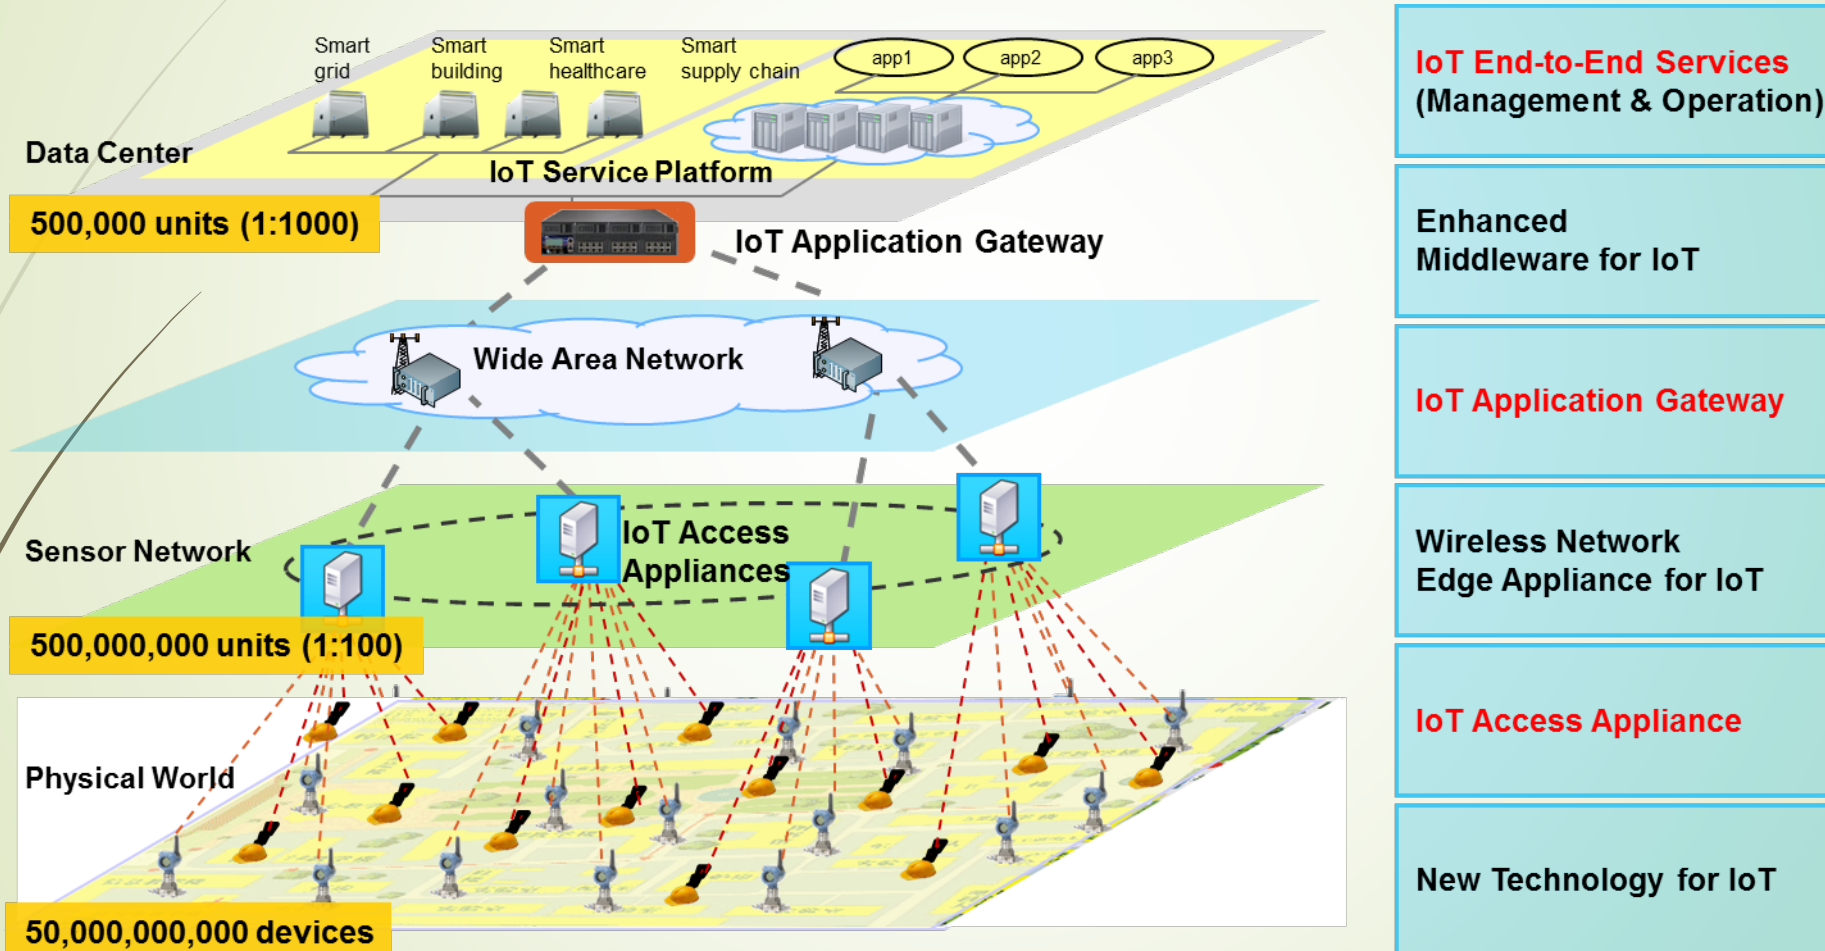 Smart
grid
Smart
building
Smart
healthcare
Smart
supply chain
app1
app2
app3
Data Center
IoT Service Platform
500,000 units (1:1000)
IoT Application Gateway
Wide Area Network
Sensor Network
IoT Access
Appliances
500,000,000 units (1:100)
Physical World
50,000,000,000 devices
IoT End-to-End Services
(Management & Operation)
Enhanced
Middleware for IoT
IoT Application Gateway
Wireless Network
Edge Appliance for IoT
IoT Access Appliance
New Technology for IoT